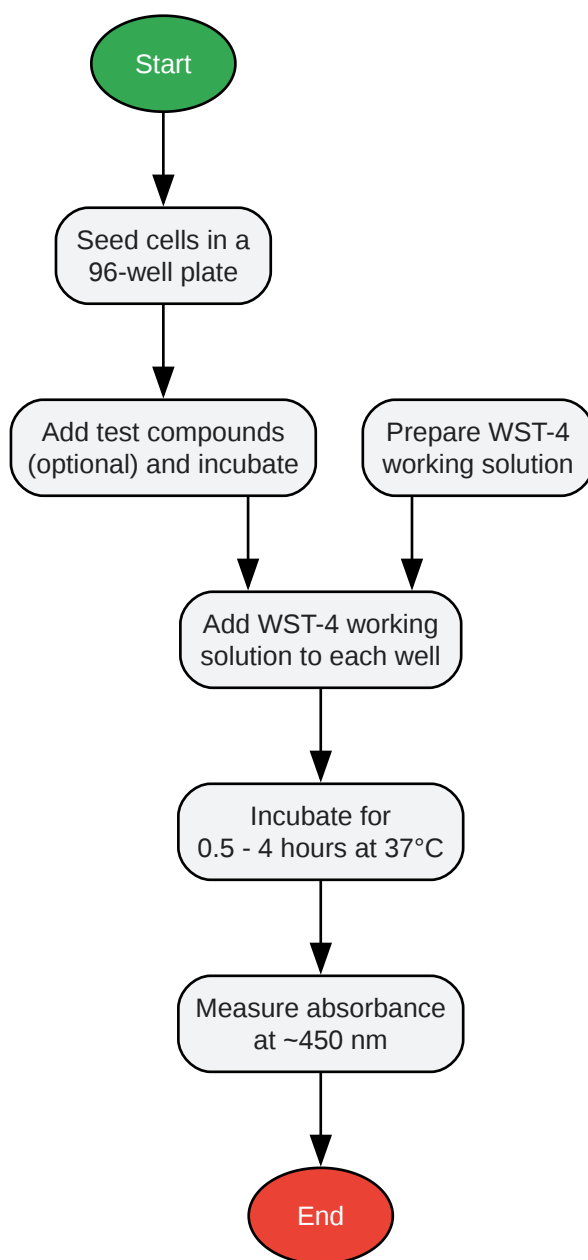 Start
Seed cells in a
96-well plate
Add test compounds
(optional) and incubate
Prepare WST-4
working solution
Add WST-4 working
solution to each well
Incubate for
0.5 - 4 hours at 37°C
Measure absorbance
at ~450 nm
End